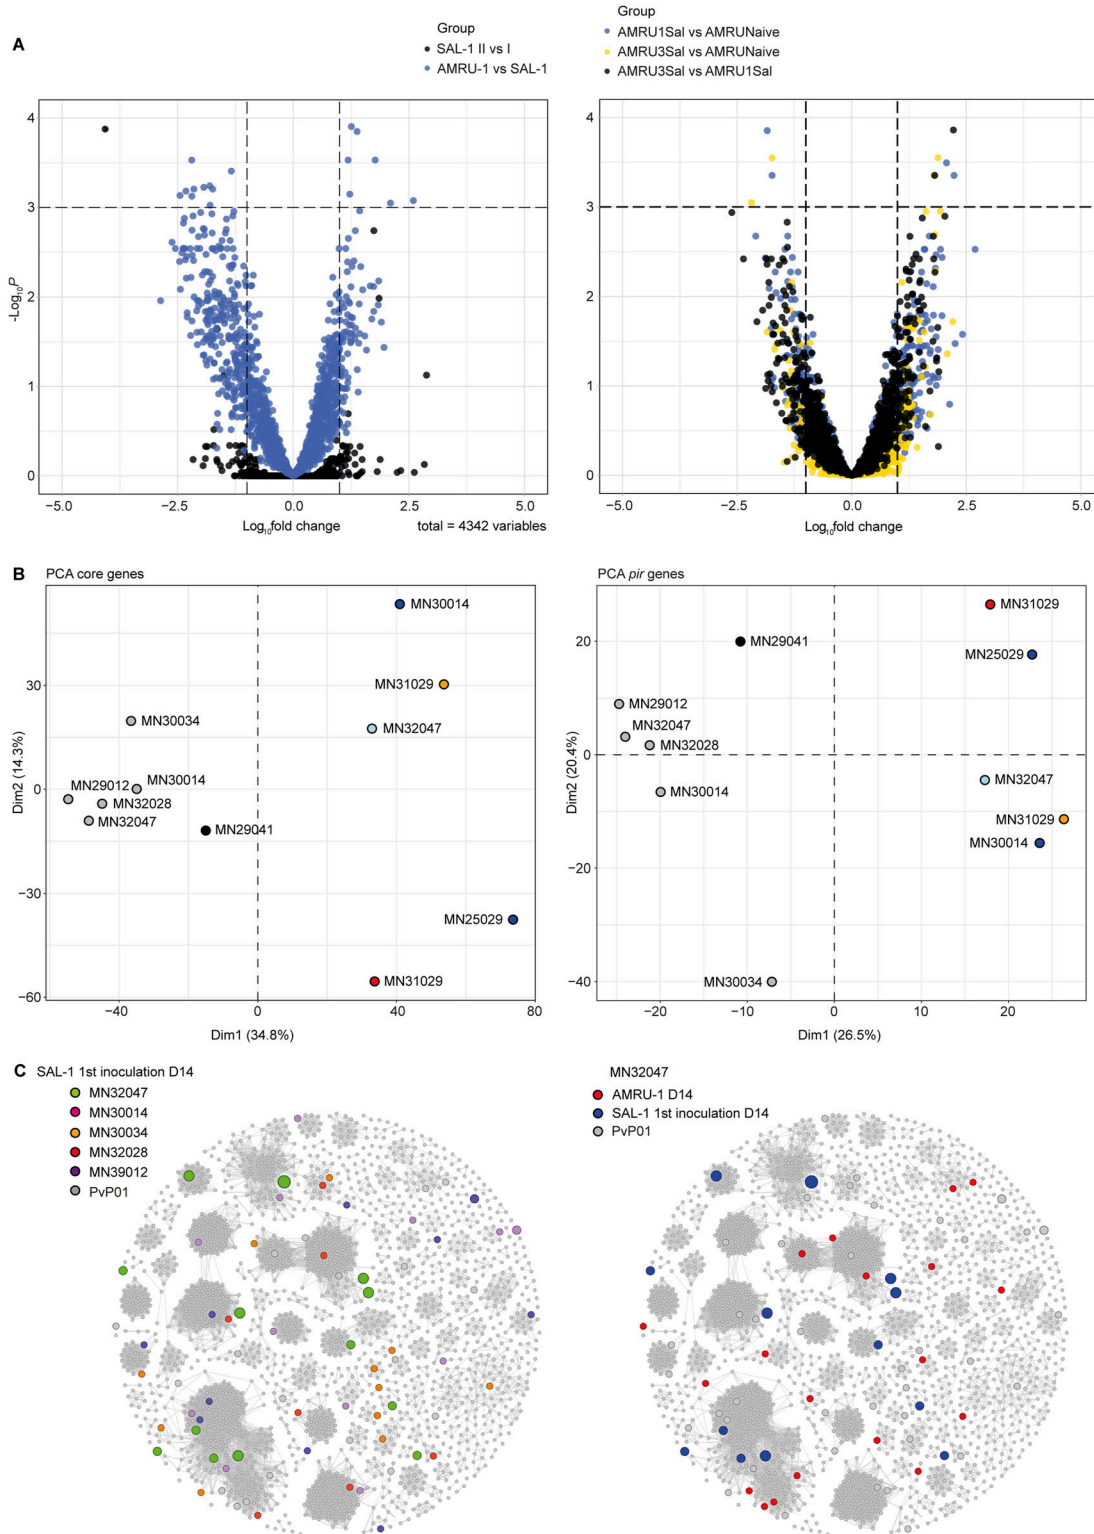 A
Group
SAL-1 II vs I
AMRU-1 vs SAL-1
Group
AMRU1Sal vs AMRUNaive
AMRU3Sal vs AMRUNaive
AMRU3Sal vs AMRU1Sal
4
3
2
1
0
-Log10P
−5.0
−2.5
0.0
2.5
5.0
Log10fold change
total = 4342 variables
4
3
2
1
0
−5.0
−2.5
0.0
2.5
5.0
Log10fold change
B
PCA core genes
MN30014
MN31029
MN32047
MN30034
MN30014
MN29012
MN32028
MN32047
MN29041
MN25029
MN31029
30
0
−30
−60
Dim2 (14.3%)
−40
0
40
80
Dim1 (34.8%)
PCA pir genes
MN31029
MN29041
MN25029
MN29012
MN32047
MN32028
MN30014
MN32047
MN31029
MN30014
MN30034
20
0
−20
−40
Dim2 (20.4%)
−20
−10
0
10
20
Dim1 (26.5%)
C
SAL-1 1st inoculation D14
MN32047
MN30014
MN30034
MN32028
MN39012
PvP01
MN32047
AMRU-1 D14
SAL-1 1st inoculation D14
PvP01